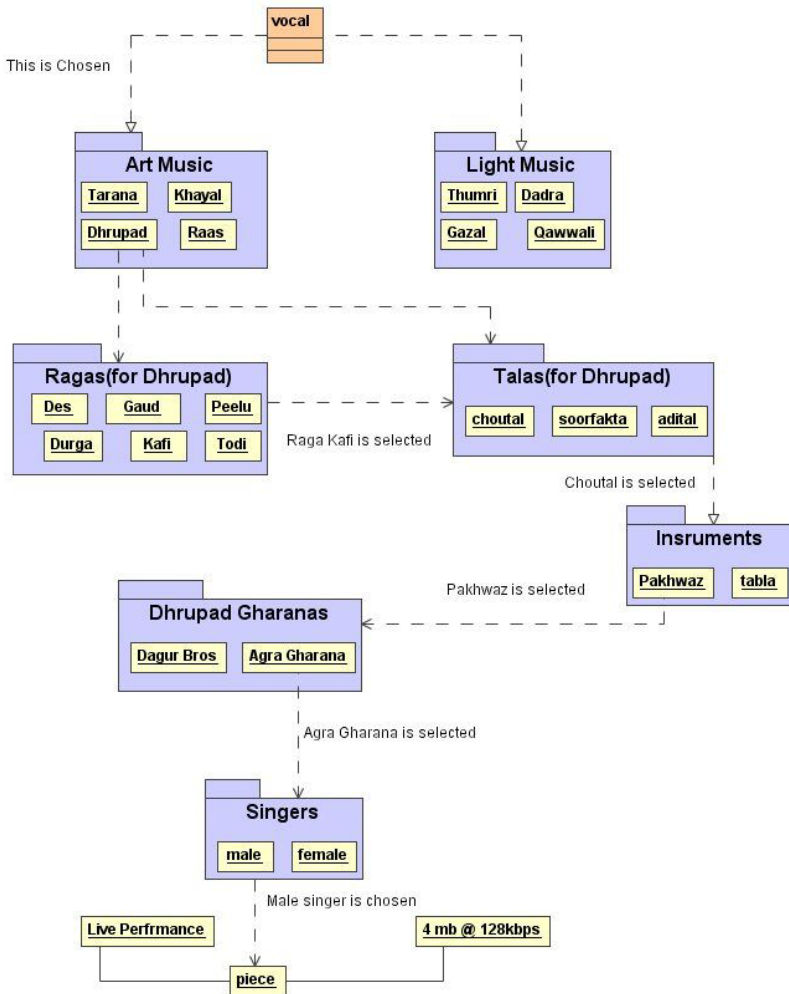 vocal
This is Chosen
Art Music
Tarana
Khayal
Dhrupad
Raas
Light Music
Thumri
Dadra
Gazal
Qawwali
Ragas(for Dhrupad)
Des
Gaud
Peelu
Durga
Kafi
Todi
Raga Kafi is selected
Talas(for Dhrupad)
choutal
soorfakta
adital
Choutal is selected
Insruments
Pakhwaz
tabla
Pakhwaz is selected
Dhrupad Gharanas
Dagur Bros
Agra Gharana
Agra Gharana is selected
Singers
male
female
Male singer is chosen
Live Perfrmance
4 mb @ 128kbps
piece